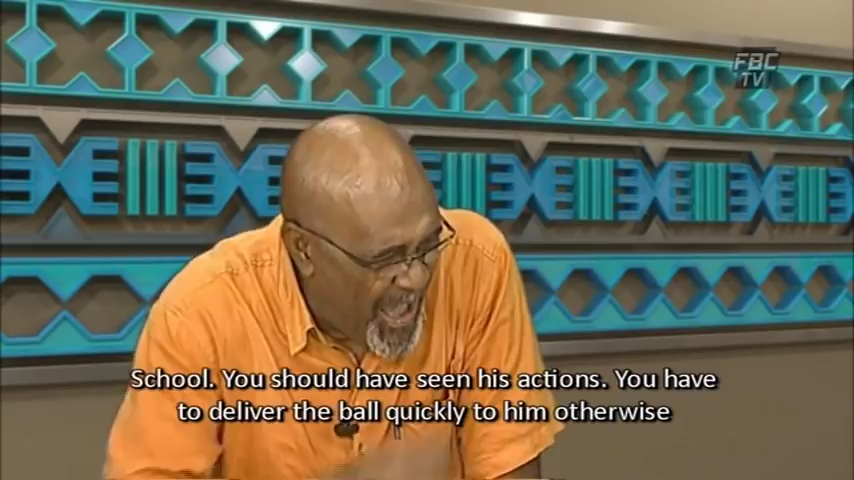 FBC
TV
School. You should have seen his actions. You have
to deliver the ball quickly to him otherwise